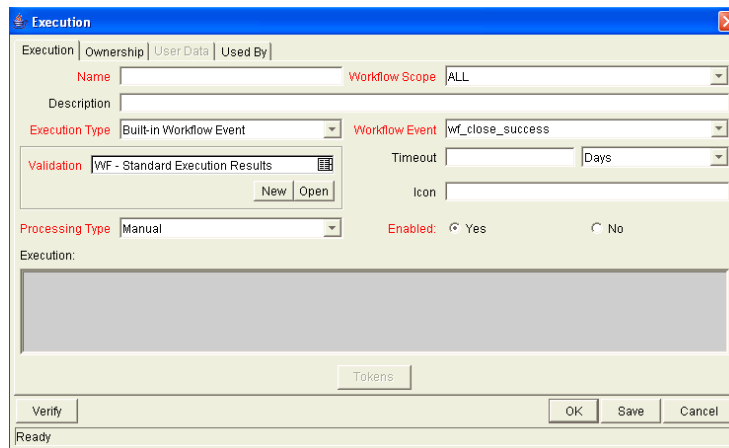 Execution
Execution Ownership User Data Used By
Name Workflow Scope ALL
Description
Execution Type Built-in Workflow Event Workflow Event wf_close_success
Validation WF - Standard Execution Results Timeout Days
New Open Icon
Processing Type Manual Enabled: Yes No
Execution:
Tokens
Verify OK Save Cancel
Ready